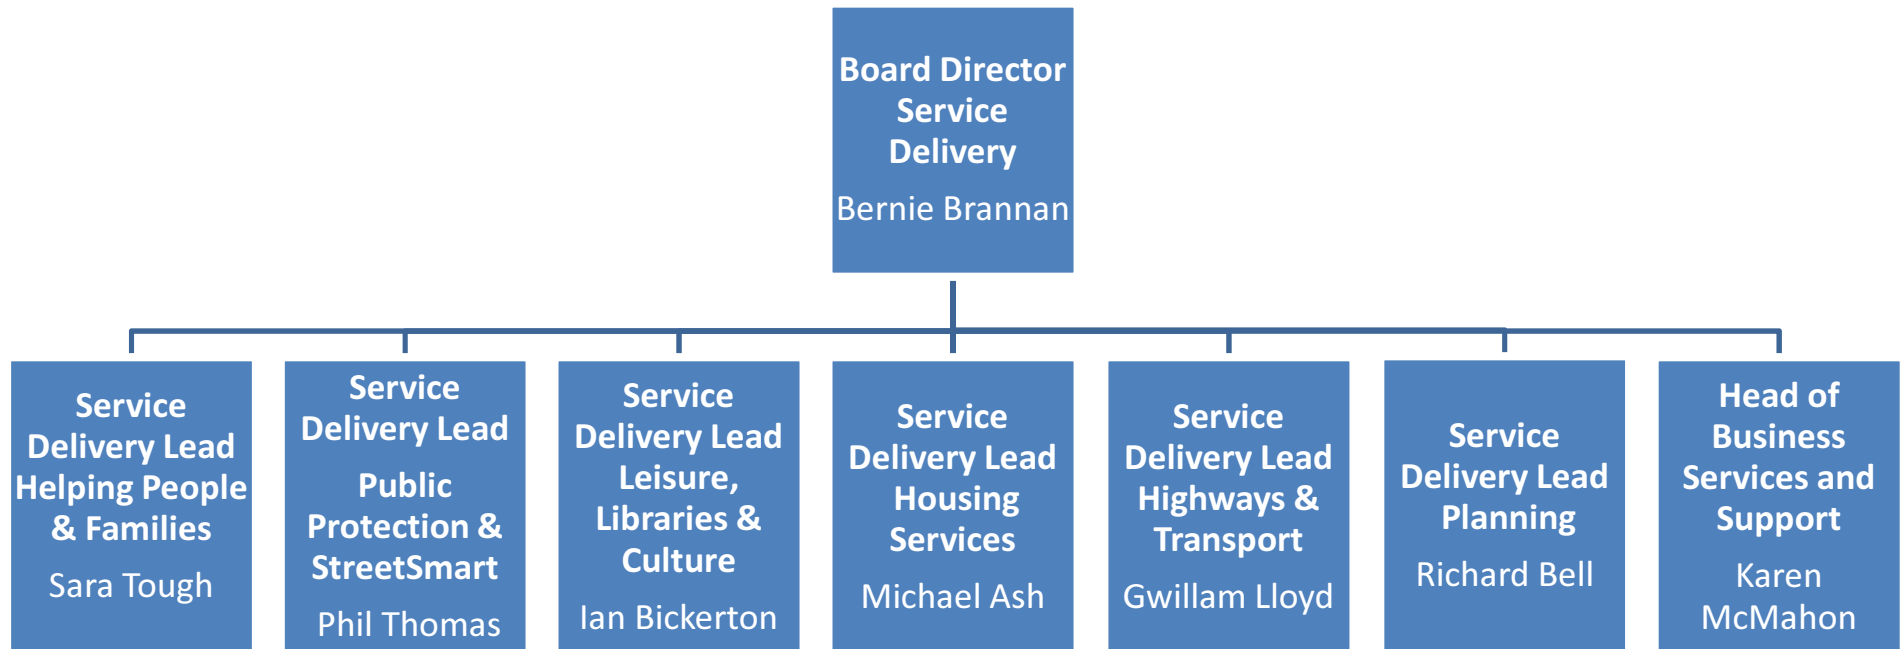 Board Director
Service
Delivery
Bernie Brannan
Service
Delivery Lead
Helping People
& Families
Sara Tough
Service
Delivery Lead
Public
Protection &
StreetSmart
Phil Thomas
Service
Delivery Lead
Leisure,
Libraries &
Culture
Ian Bickerton
Service
Delivery Lead
Housing
Services
Michael Ash
Service
Delivery Lead
Highways &
Transport
Gwillam Lloyd
Service
Delivery Lead
Planning
Richard Bell
Head of
Business
Services and
Support
Karen
McMahon